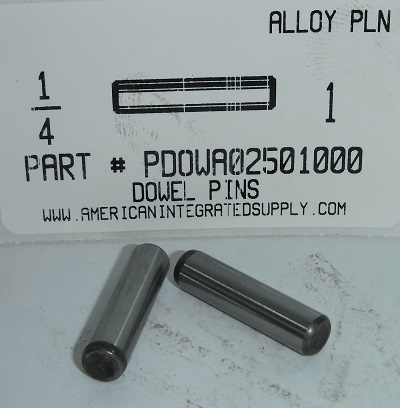 ALLOY PLN
1/4 1
PART # PDOWA02501000
DOWEL PINS
WWW.AMERICANINTEGRATEDSUPPLY.COM